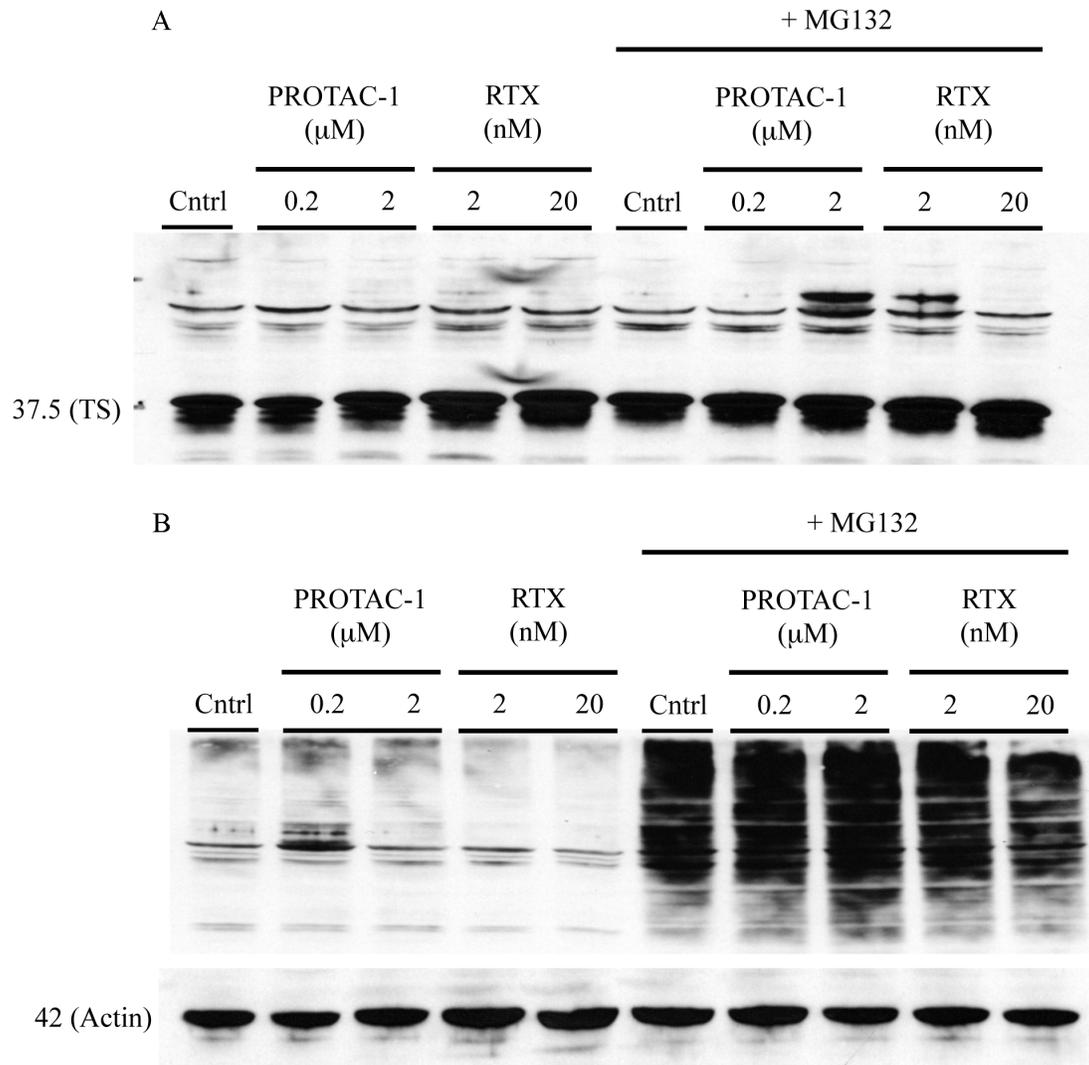 A
+ MG132
PROTAC-1 RTX PROTAC-1 RTX
(μM) (nM) (μM) (nM)
Cntrl 0.2 2 2 20 Cntrl 0.2 2 2 20
37.5 (TS)
B
+ MG132
PROTAC-1 RTX PROTAC-1 RTX
(μM) (nM) (μM) (nM)
Cntrl 0.2 2 2 20 Cntrl 0.2 2 2 20
42 (Actin)